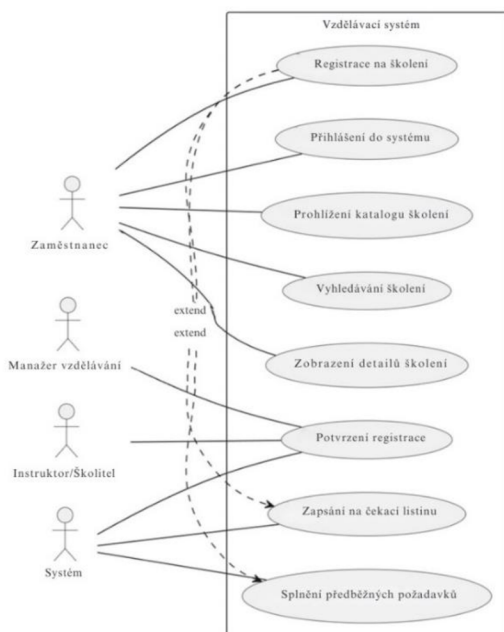 Vzdělávací systém
Registrace na školení
Přihlášení do systému
Prohlížení katalogu školení
Zaměstnanec
Vyhledávání školení
extend
extend
Manažer vzdělávání
Zobrazení detailů školení
Potvrzení registrace
Instruktor/Školitel
Zapsání na čekací listinu
Systém
Splnění předběžných požadavků